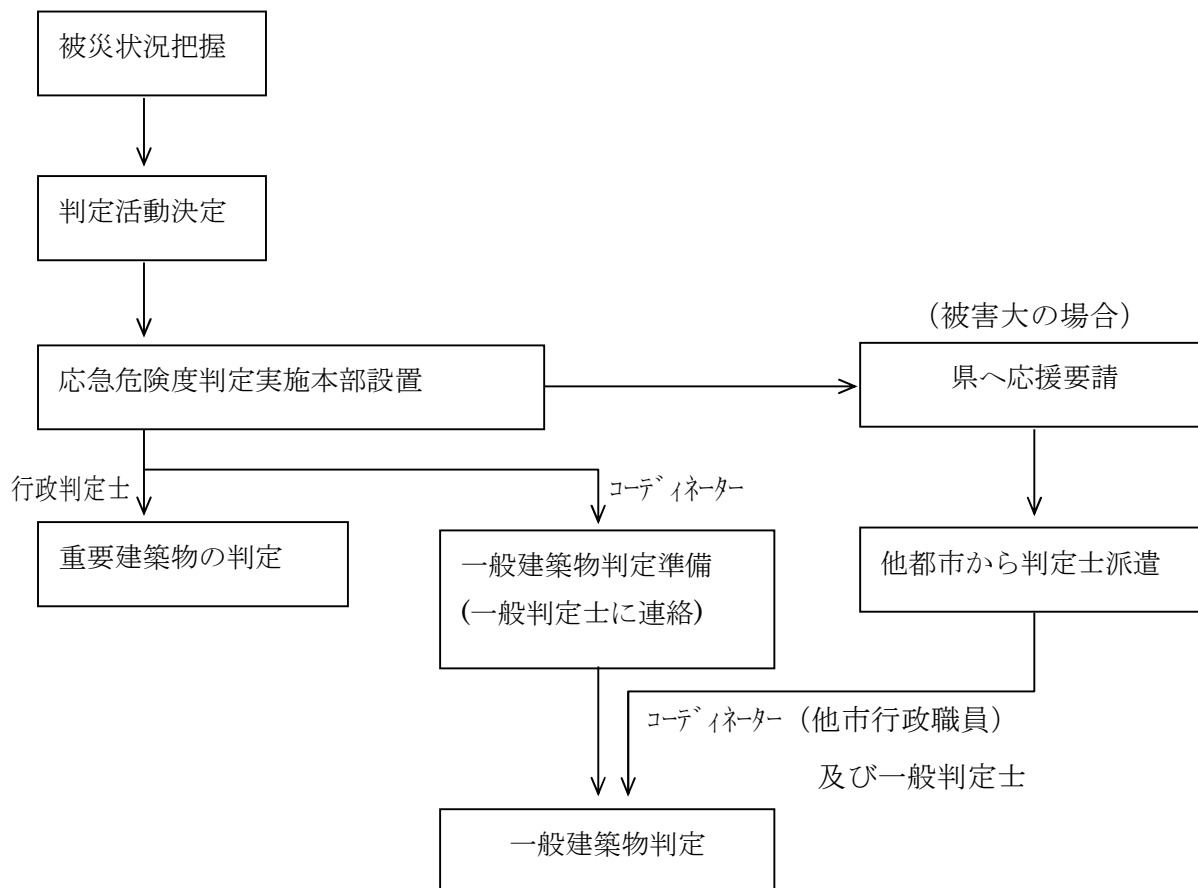 被災状況把握
判定活動決定
(被害大の場合)
応急危険度判定実施本部設置
県へ応援要請
行政判定士
コーディネーター
重要建築物の判定
一般建築物判定準備
(一般判定士に連絡)
他都市から判定士派遣
コーディネーター(他市行政職員)
及び一般判定士
一般建築物判定